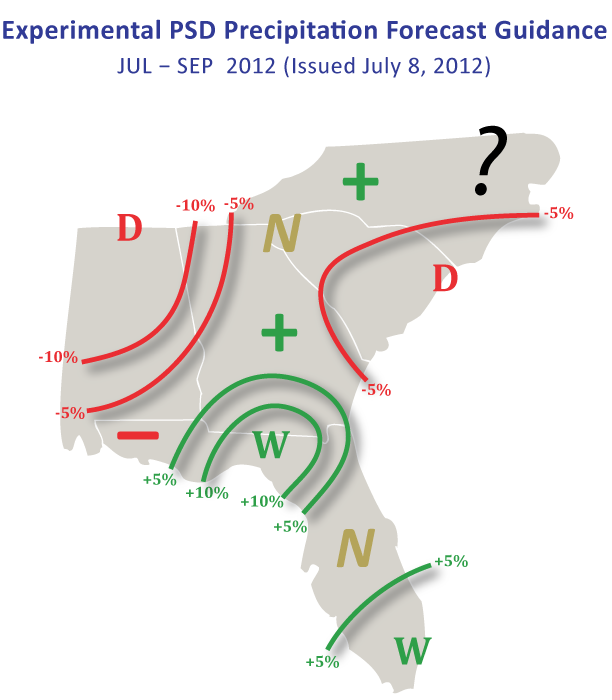 Experimental PSD Precipitation Forecast Guidance
JUL – SEP 2012 (Issued July 8, 2012)
?
+
-10% -5%
D N
-5%
D
+
-10%
-5%
-5%
−
W
+5%
+10% +10%
+5%
N
+5%
W
+5%